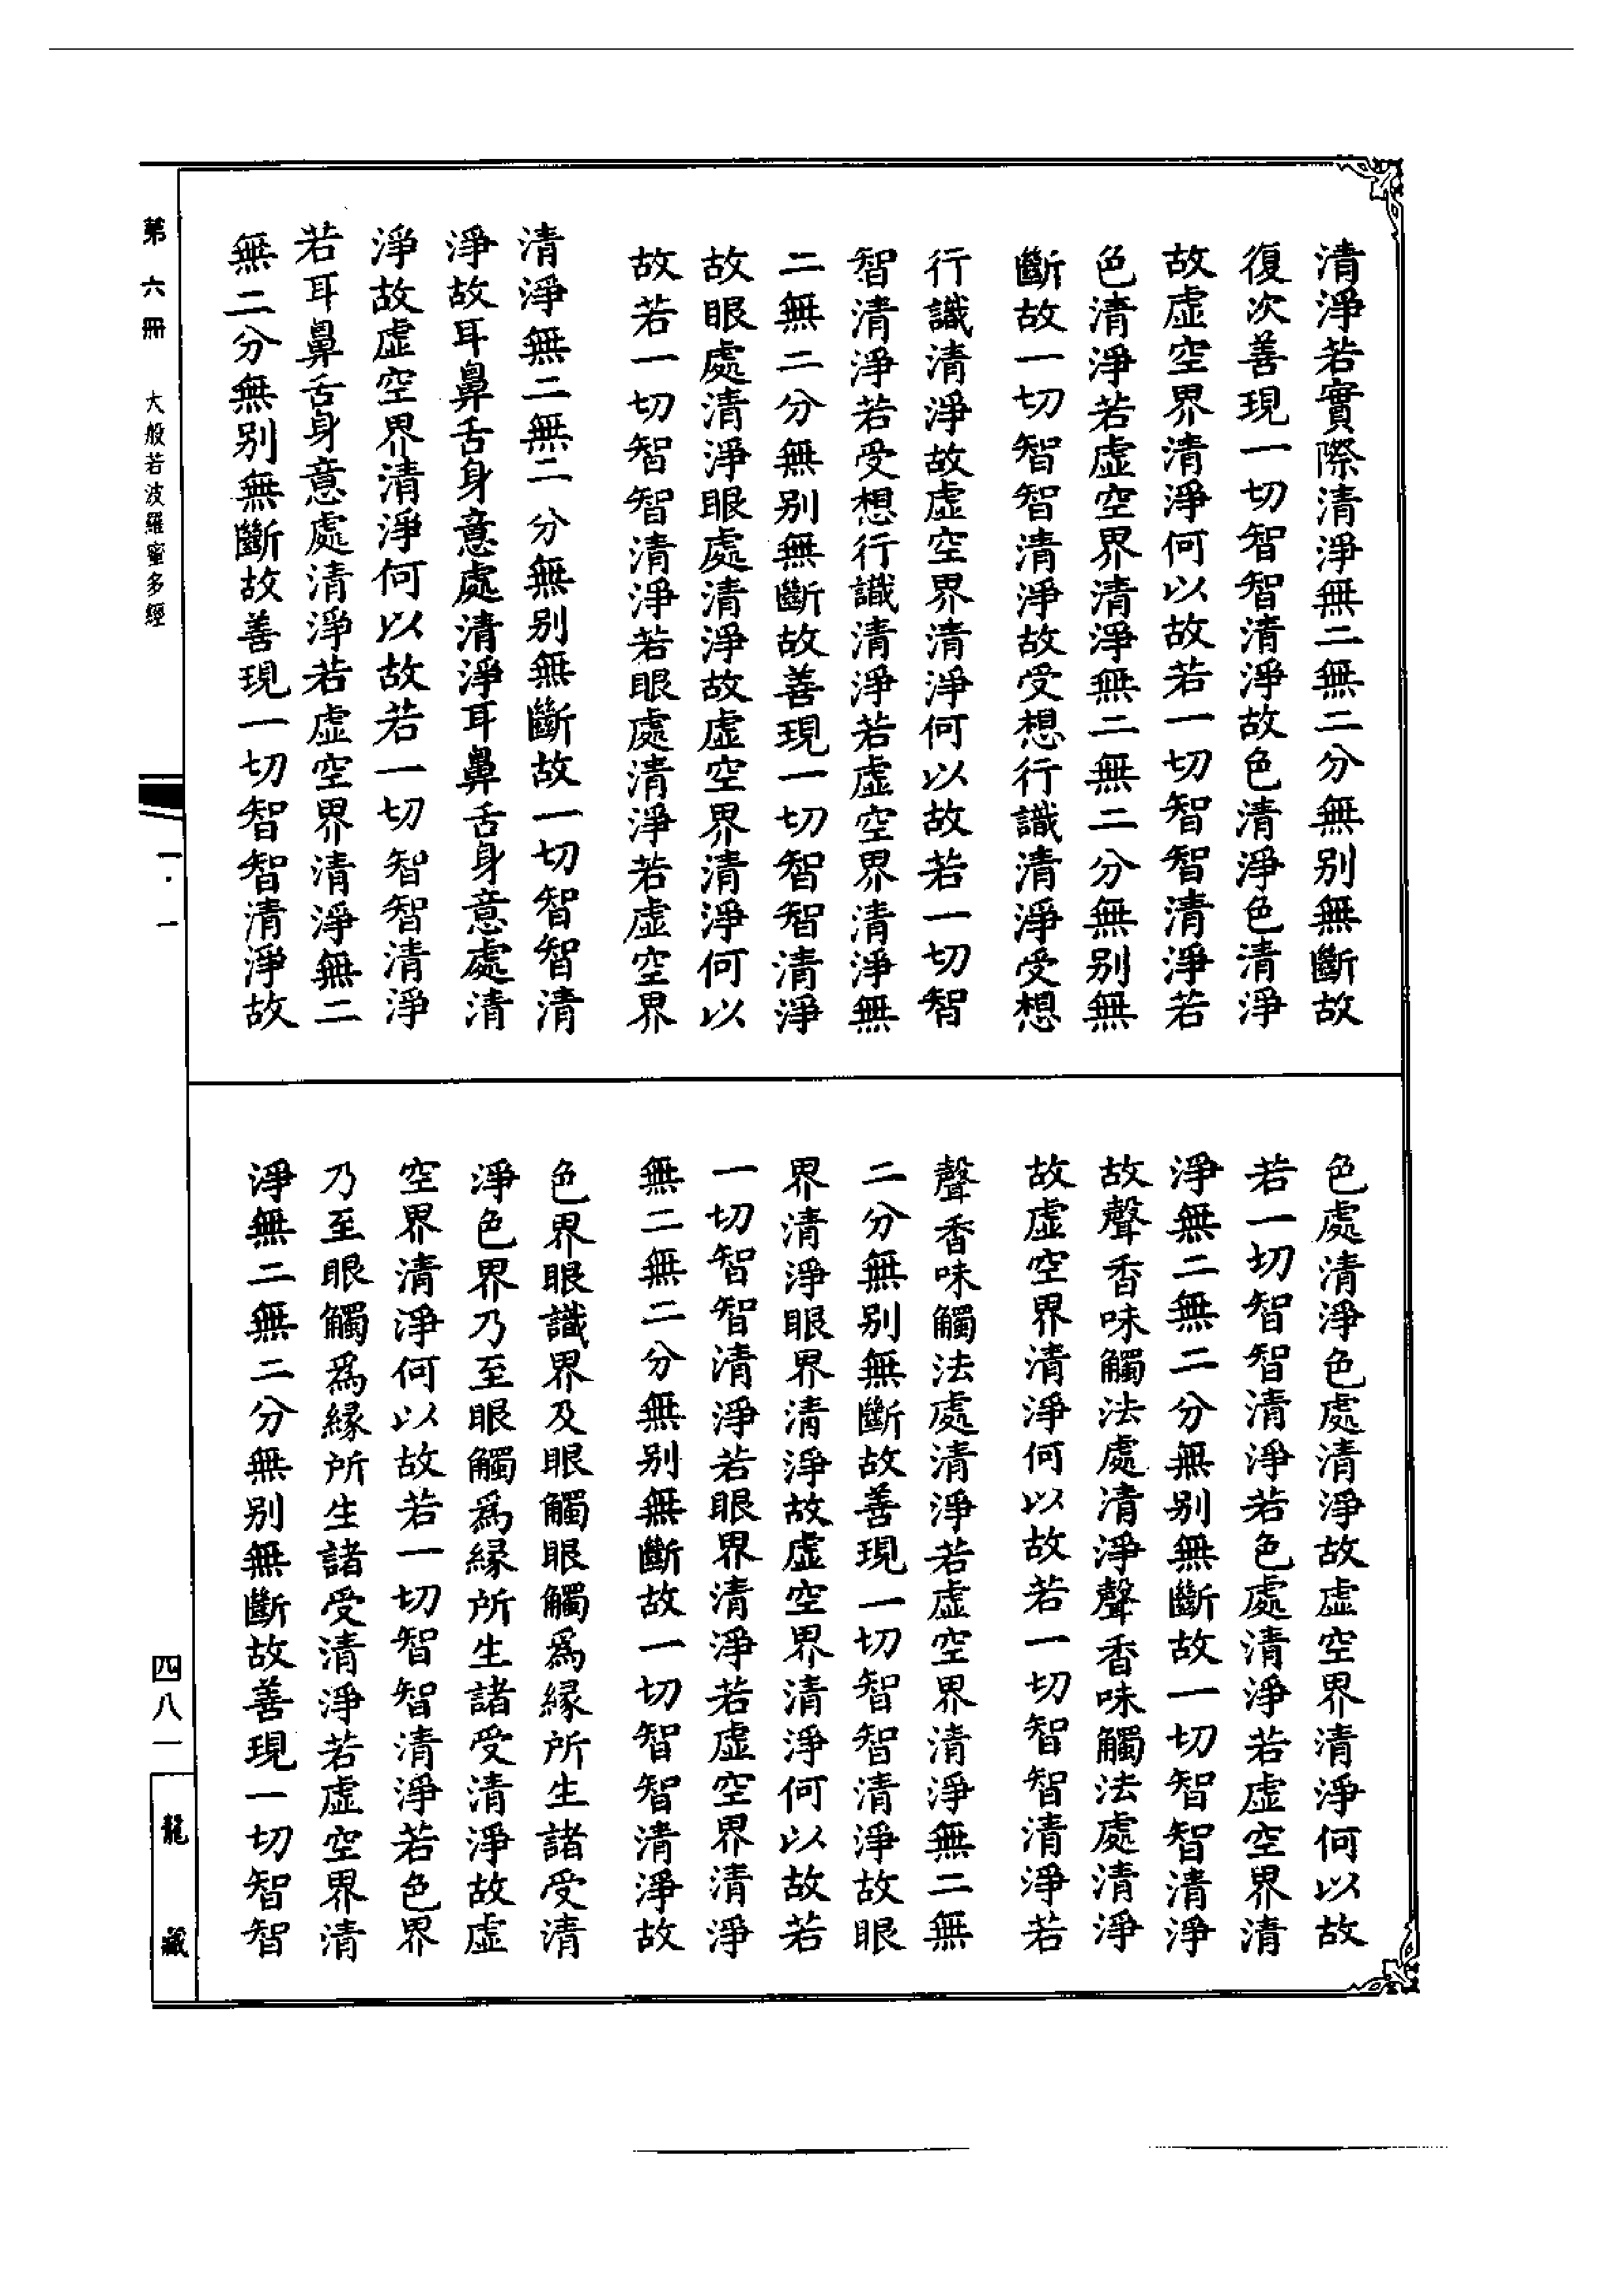 清淨若實際清淨無二無二分無别無斷故
復次善現一切智智清淨故色清淨色清淨
故虛空界清淨何以故若一切智智清淨若
色清淨若虛空界清淨無二無二分無别無
斷故一切智智清淨故受想行識清淨受想
行識清淨故虛空界清淨何以故若一切智
智清淨若受想行識清淨若虛空界清淨無
二無二分無别無斷故善現一切智智清淨
故眼處清淨眼處清淨故虛空界清淨何以
故若一切智智清淨若眼處清淨若虛空界
清淨無二無二分無别無斷故一切智智清
淨故耳鼻舌身意處清淨耳鼻舌身意處清
淨故虛空界清淨何以故若一切智智清淨
若耳鼻舌身意處清淨若虛空界清淨無二
無二分無别無斷故善現一切智智清淨故
色處清淨色處清淨故虛空界清淨何以故
若一切智智清淨若色處清淨若虛空界清
淨無二無二分無别無斷故一切智智清淨
故聲香味觸法處清淨聲香味觸法處清淨
故虛空界清淨何以故若一切智智清淨若
聲香味觸法處清淨若虛空界清淨無二無
二分無别無斷故善現一切智智清淨故眼
界清淨眼界清淨故虛空界清淨何以故若
一切智智清淨若眼界清淨若虛空界清淨
無二無二分無别無斷故一切智智清淨故
色界眼識界及眼觸眼觸爲緣所生諸受清
淨色界乃至眼觸爲緣所生諸受清淨故虛
空界清淨何以故若一切智智清淨若色界
乃至眼觸爲緣所生諸受清淨若虛空界清
淨無二無二分無别無斷故善現一切智智
第六冊 大般若波羅蜜多經
一·一
四八一
龍藏